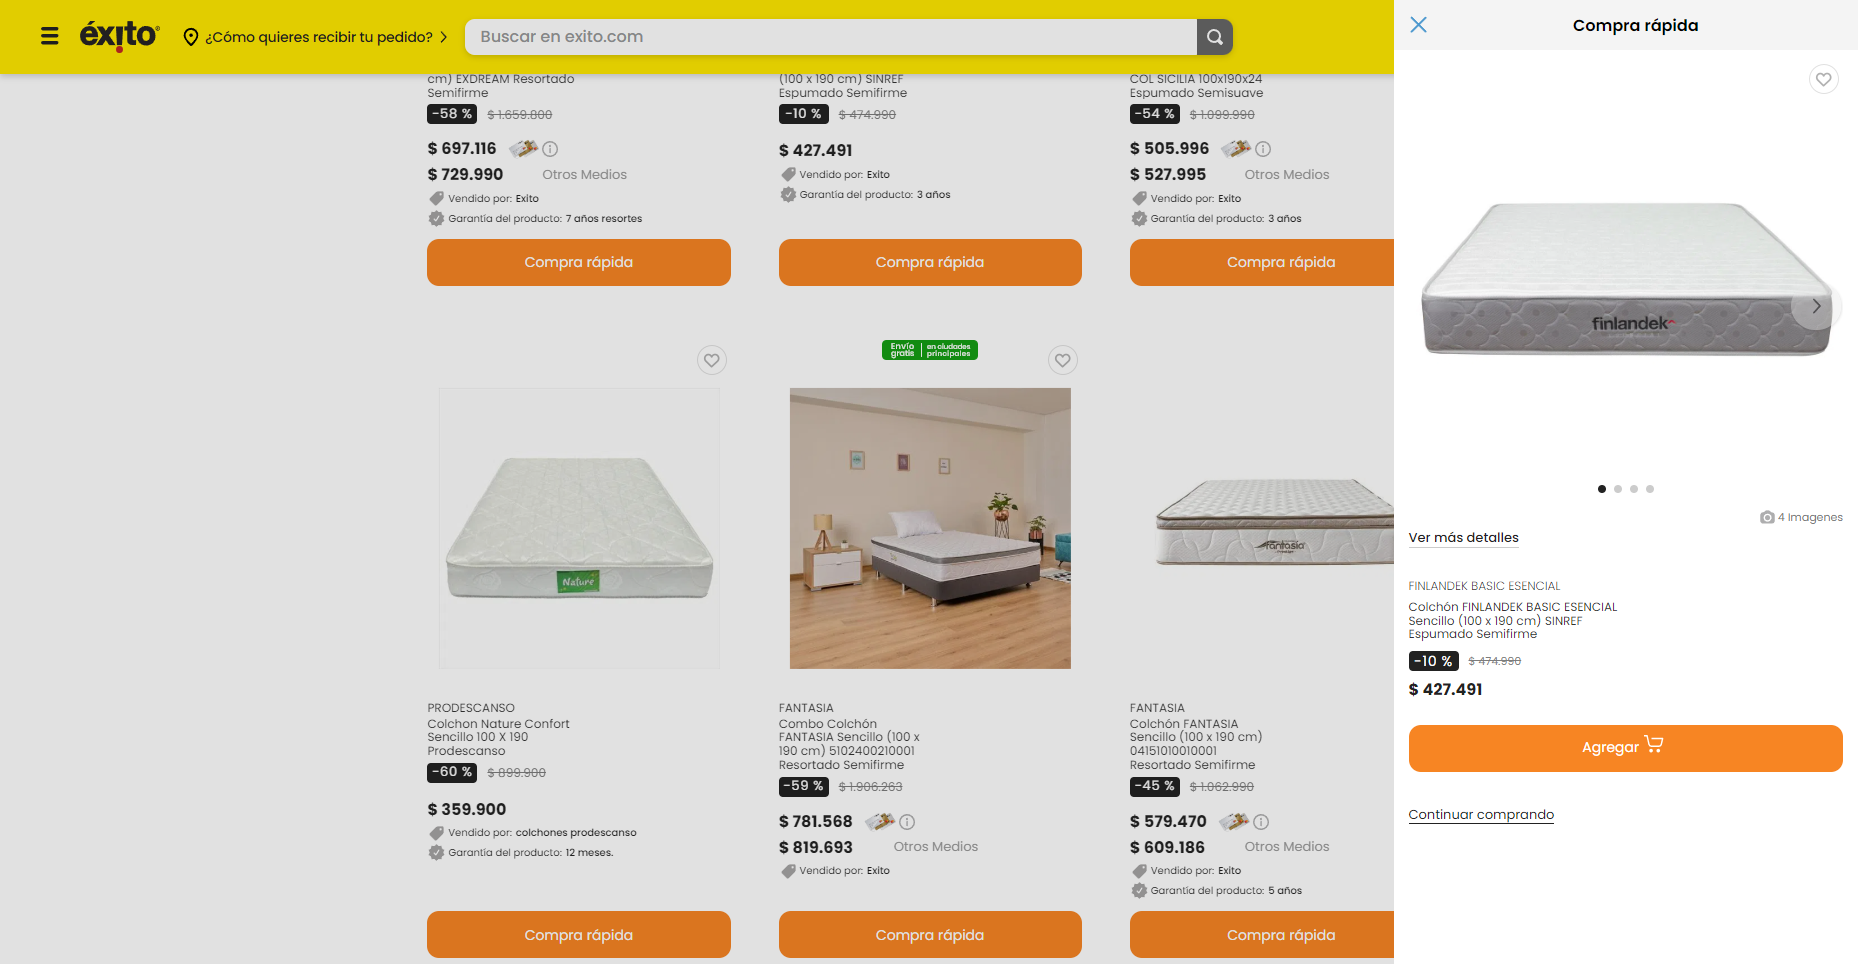 éxito
¿Cómo quieres recibir tu pedido?
Buscar en exito.com
cm) EXDREAM Resortado
Semifirme
-58 % $ 1.659.800
$ 697.116
$ 729.990 Otros Medios
Vendido por: Exito
Garantía del producto: 7 años resortes
Compra rápida
(100 x 190 cm) SINREF
Espumado Semifirme
-10 % $ 474.990
$ 427.491
Vendido por: Exito
Garantía del producto: 3 años
Compra rápida
COL SICILIA 100x190x24
Espumado Semisuave
-54 % $ 1.099.990
$ 505.996
$ 527.995 Otros Medios
Vendido por: Exito
Garantía del producto: 3 años
Compra rápida
Nature
PRODESCANSO
Colchon Nature Confort
Sencillo 100 X 190
Prodescanso
-60 % $ 899.900
$ 359.900
Vendido por: colchones prodescanso
Garantía del producto: 12 meses.
Compra rápida
Envío gratis en ciudades principales
FANTASIA
Combo Colchón
FANTASIA Sencillo (100 x
190 cm) 5102400210001
Resortado Semifirme
-59 % $ 1.906.263
$ 781.568
$ 819.693 Otros Medios
Vendido por: Exito
Compra rápida
fantasia
FANTASIA
Colchón FANTASIA
Sencillo (100 x 190 cm)
04151010010001
Resortado Semifirme
-45 % $ 1.062.990
$ 579.470
$ 609.186 Otros Medios
Vendido por: Exito
Garantía del producto: 5 años
Compra rápida
Compra rápida
finlandek
4 Imagenes
Ver más detalles
FINLANDEK BASIC ESENCIAL
Colchón FINLANDEK BASIC ESENCIAL
Sencillo (100 x 190 cm) SINREF
Espumado Semifirme
-10 % $ 474.990
$ 427.491
Agregar
Continuar comprando